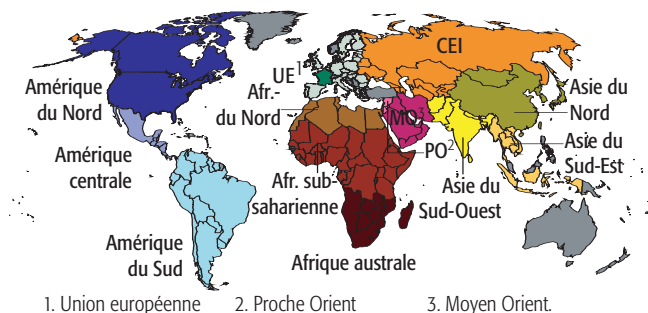 CEI
UE¹
Afr.-
du Nord
Amérique
du Nord
MO³
PO²
Asie du
Nord
Amérique
centrale
Asie du
Sud-Est
Afr. sub-
saharienne
Asie du
Sud-Ouest
Amérique
du Sud
Afrique australe
1. Union européenne 2. Proche Orient 3. Moyen Orient.